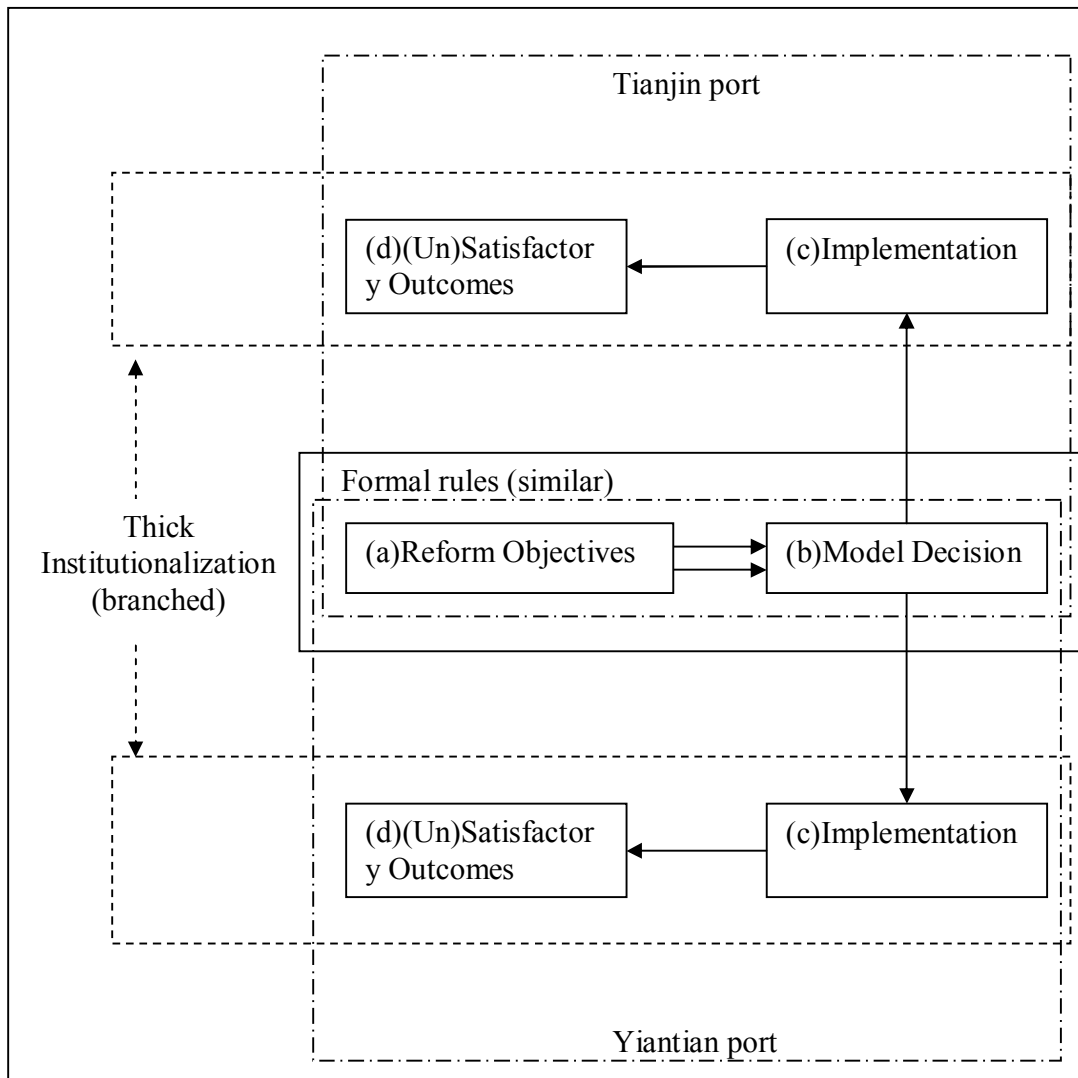 Tianjin port
(d)(Un)Satisfactor
y Outcomes
(c)Implementation
Formal rules (similar)
(a)Reform Objectives
(b)Model Decision
Thick
Institutionalization
(branched)
(d)(Un)Satisfactor
y Outcomes
(c)Implementation
Yiantian port